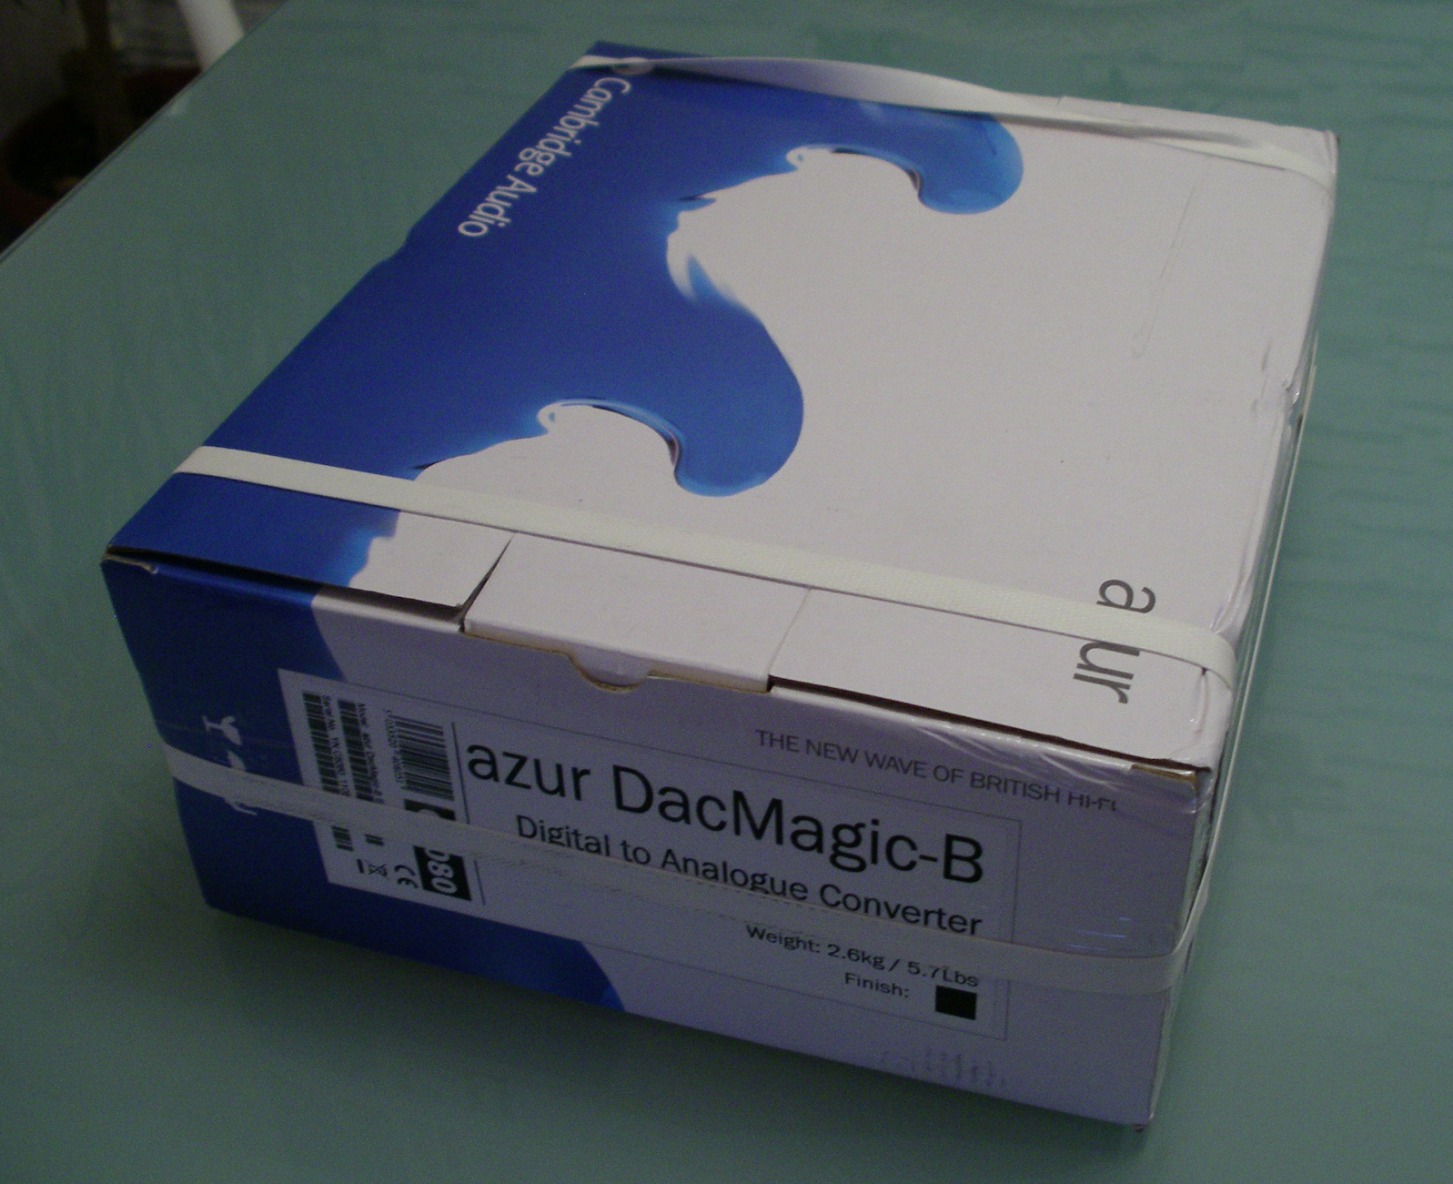 Cambridge Audio
azur
THE NEW WAVE OF BRITISH HI-FI
azur DacMagic-B
Digital to Analogue Converter
Weight: 2.6kg / 5.7Lbs
Finish:
080
CE